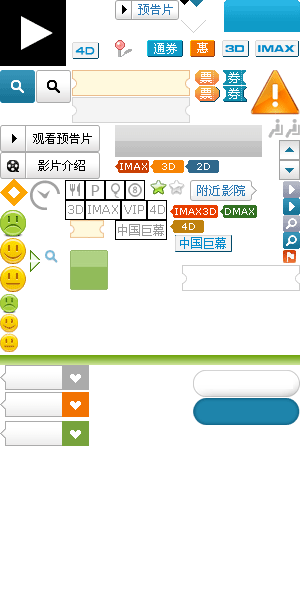 预告片
4D 通券 惠 3D IMAX
票 券
票 券
观看预告片
影片介绍
IMAX 3D 2D
P 8
附近影院
3D IMAX VIP 4D
IMAX3D DMAX
4D
中国巨幕
中国巨幕